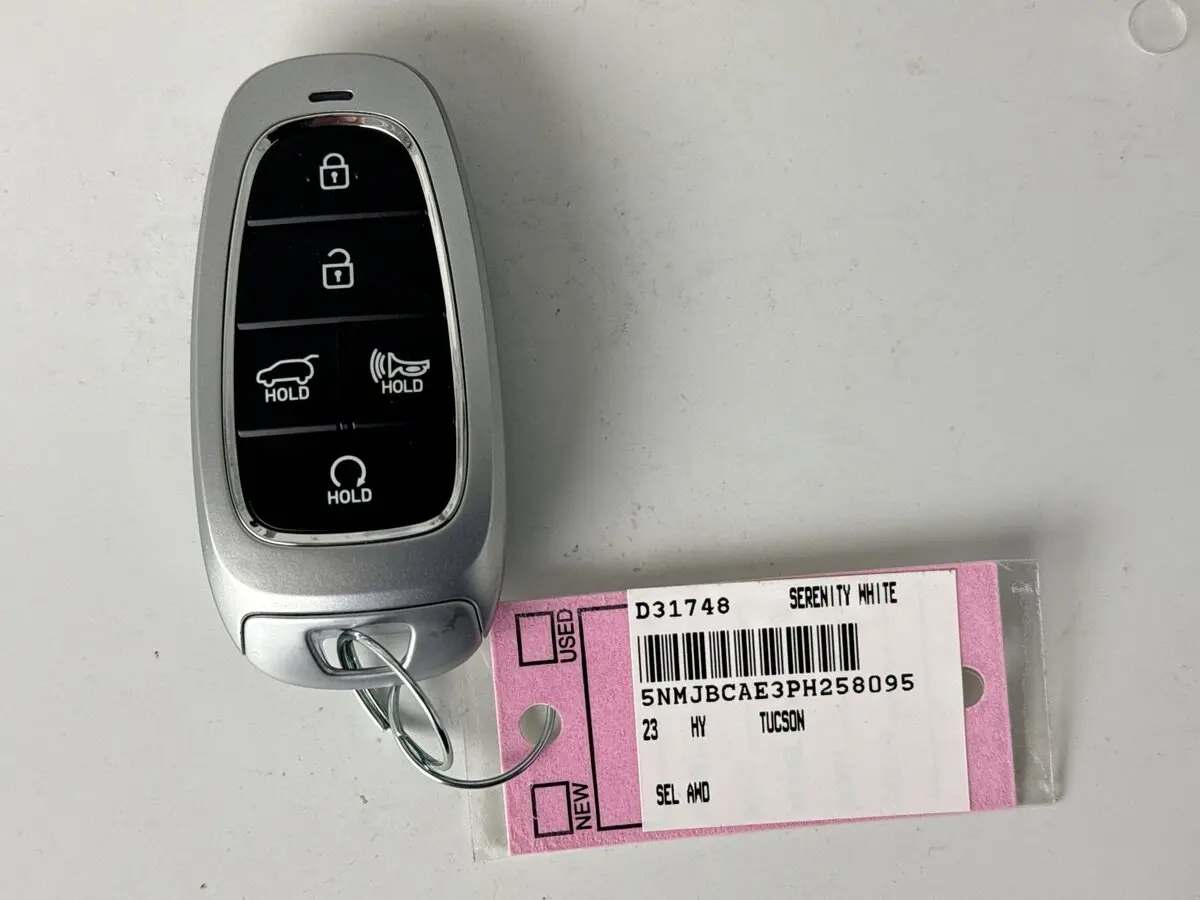 HOLD
HOLD
HOLD
USED
NEW
D31748 SERENITY WHITE
5NMJBCAE3PH258095
23 HY TUCSON
SEL AWD